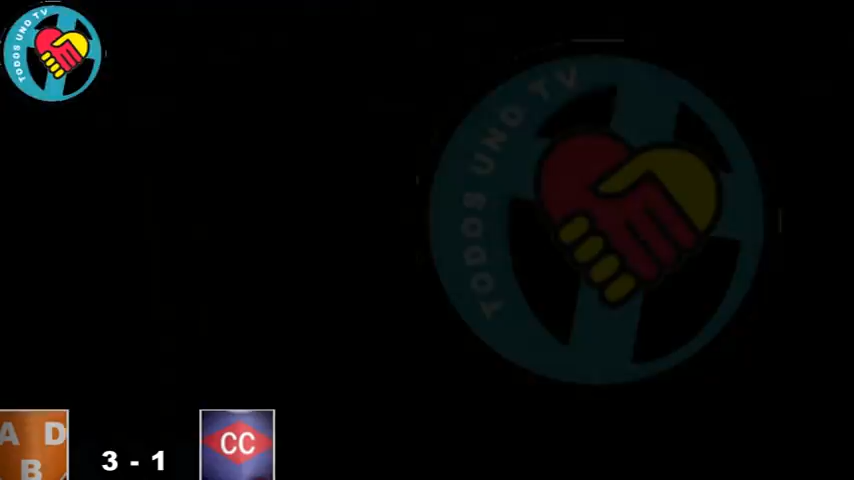 TODOS UNO TV
TODOS UNO TV
A D
B
3 - 1
CC